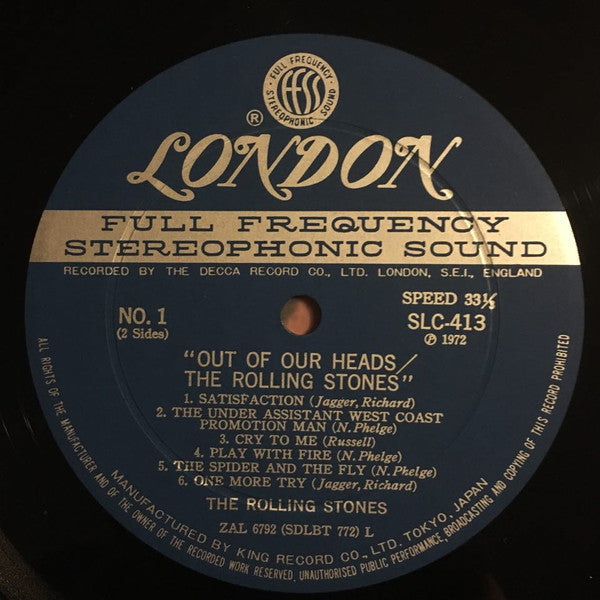 FULL FREQUENCY
ffss
STEREOPHONIC SOUND
®
LONDON
FULL FREQUENCY
STEREOPHONIC SOUND
RECORDED BY THE DECCA RECORD CO., LTD. LONDON, S.E.I., ENGLAND
NO. 1
(2 Sides)
SPEED 33⅓
SLC-413
℗ 1972
"OUT OF OUR HEADS/
THE ROLLING STONES"
1. SATISFACTION (Jagger, Richard)
2. THE UNDER ASSISTANT WEST COAST
PROMOTION MAN (N. Phelge)
3. CRY TO ME (Russell)
4. PLAY WITH FIRE (N. Phelge)
5. THE SPIDER AND THE FLY (N. Phelge)
6. ONE MORE TRY (Jagger, Richard)
THE ROLLING STONES
ZAL 6792 (SDLBT 772) L
MANUFACTURED BY KING RECORD CO., LTD. TOKYO, JAPAN
ALL RIGHTS OF THE MANUFACTURER AND OF THE OWNER OF THE RECORDED WORK RESERVED, UNAUTHORISED PUBLIC PERFORMANCE, BROADCASTING AND COPYING OF THIS RECORD PROHIBITED